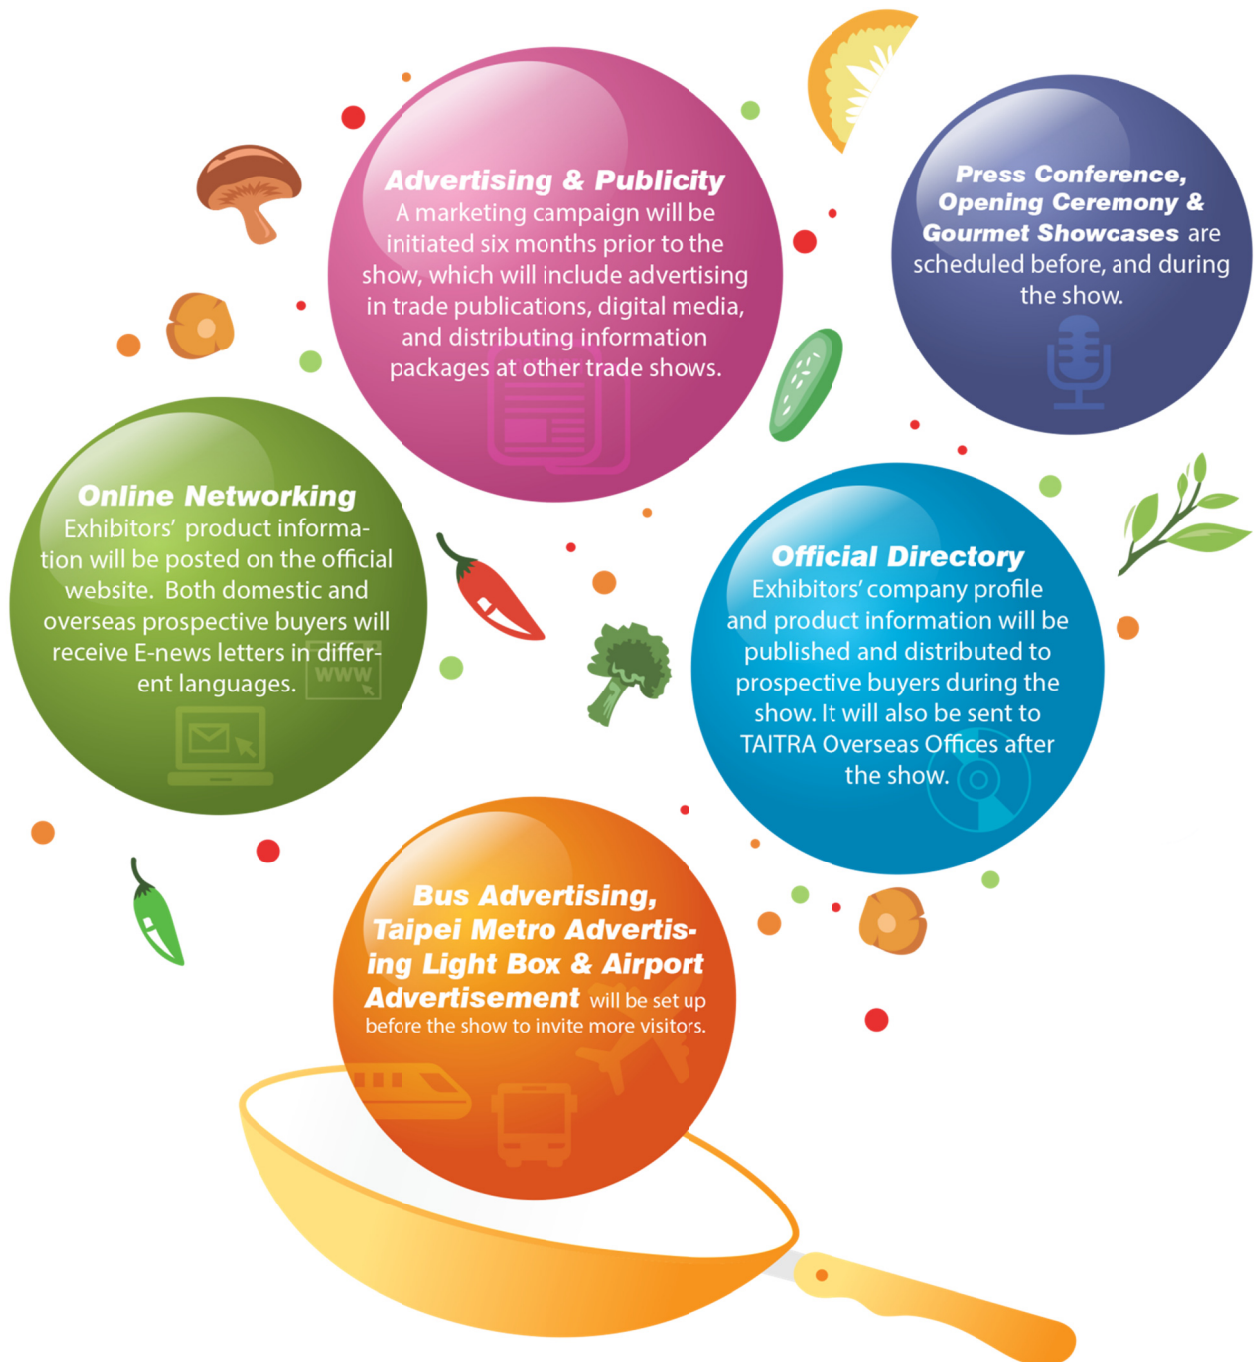 Advertising & Publicity
A marketing campaign will be
initiated six months prior to the
show, which will include advertising
in trade publications, digital media,
and distributing information
packages at other trade shows.
Press Conference,
Opening Ceremony &
Gourmet Showcases are
scheduled before, and during
the show.
Online Networking
Exhibitors' product informa-
tion will be posted on the official
website. Both domestic and
overseas prospective buyers will
receive E-news letters in differ-
ent languages.
www
Official Directory
Exhibitors' company profile
and product information will be
published and distributed to
prospective buyers during the
show. It will also be sent to
TAITRA Overseas Offices after
the show.
Bus Advertising,
Taipei Metro Advertis-
ing Light Box & Airport
Advertisement will be set up
before the show to invite more visitors.